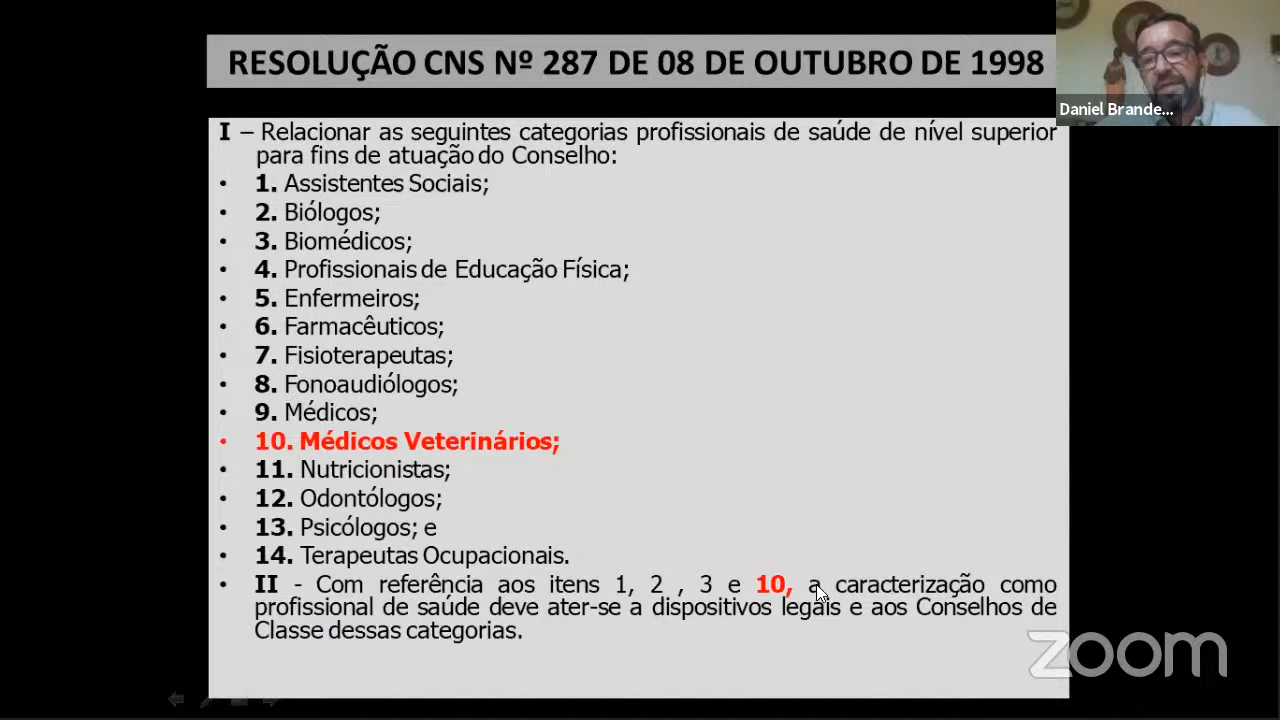 RESOLUÇÃO CNS Nº 287 DE 08 DE OUTUBRO DE 1998
Daniel Brande...
I – Relacionar as seguintes categorias profissionais de saúde de nível superior
para fins de atuação do Conselho:
• 1. Assistentes Sociais;
• 2. Biólogos;
• 3. Biomédicos;
• 4. Profissionais de Educação Física;
• 5. Enfermeiros;
• 6. Farmacêuticos;
• 7. Fisioterapeutas;
• 8. Fonoaudiólogos;
• 9. Médicos;
• 10. Médicos Veterinários;
• 11. Nutricionistas;
• 12. Odontólogos;
• 13. Psicólogos; e
• 14. Terapeutas Ocupacionais.
• II - Com referência aos itens 1, 2 , 3 e 10, a caracterização como
profissional de saúde deve ater-se a dispositivos legais e aos Conselhos de
Classe dessas categorias.
zoom